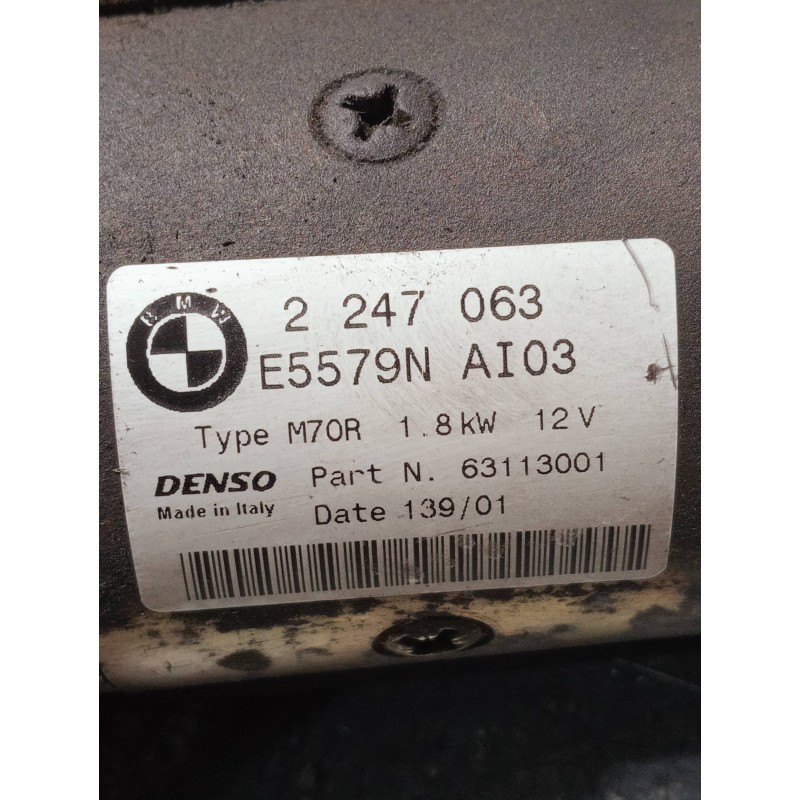 BMW
2 247 063
E5579N AI03
Type M70R 1.8kW 12V
DENSO Part N. 63113001
Made in Italy Date 139/01